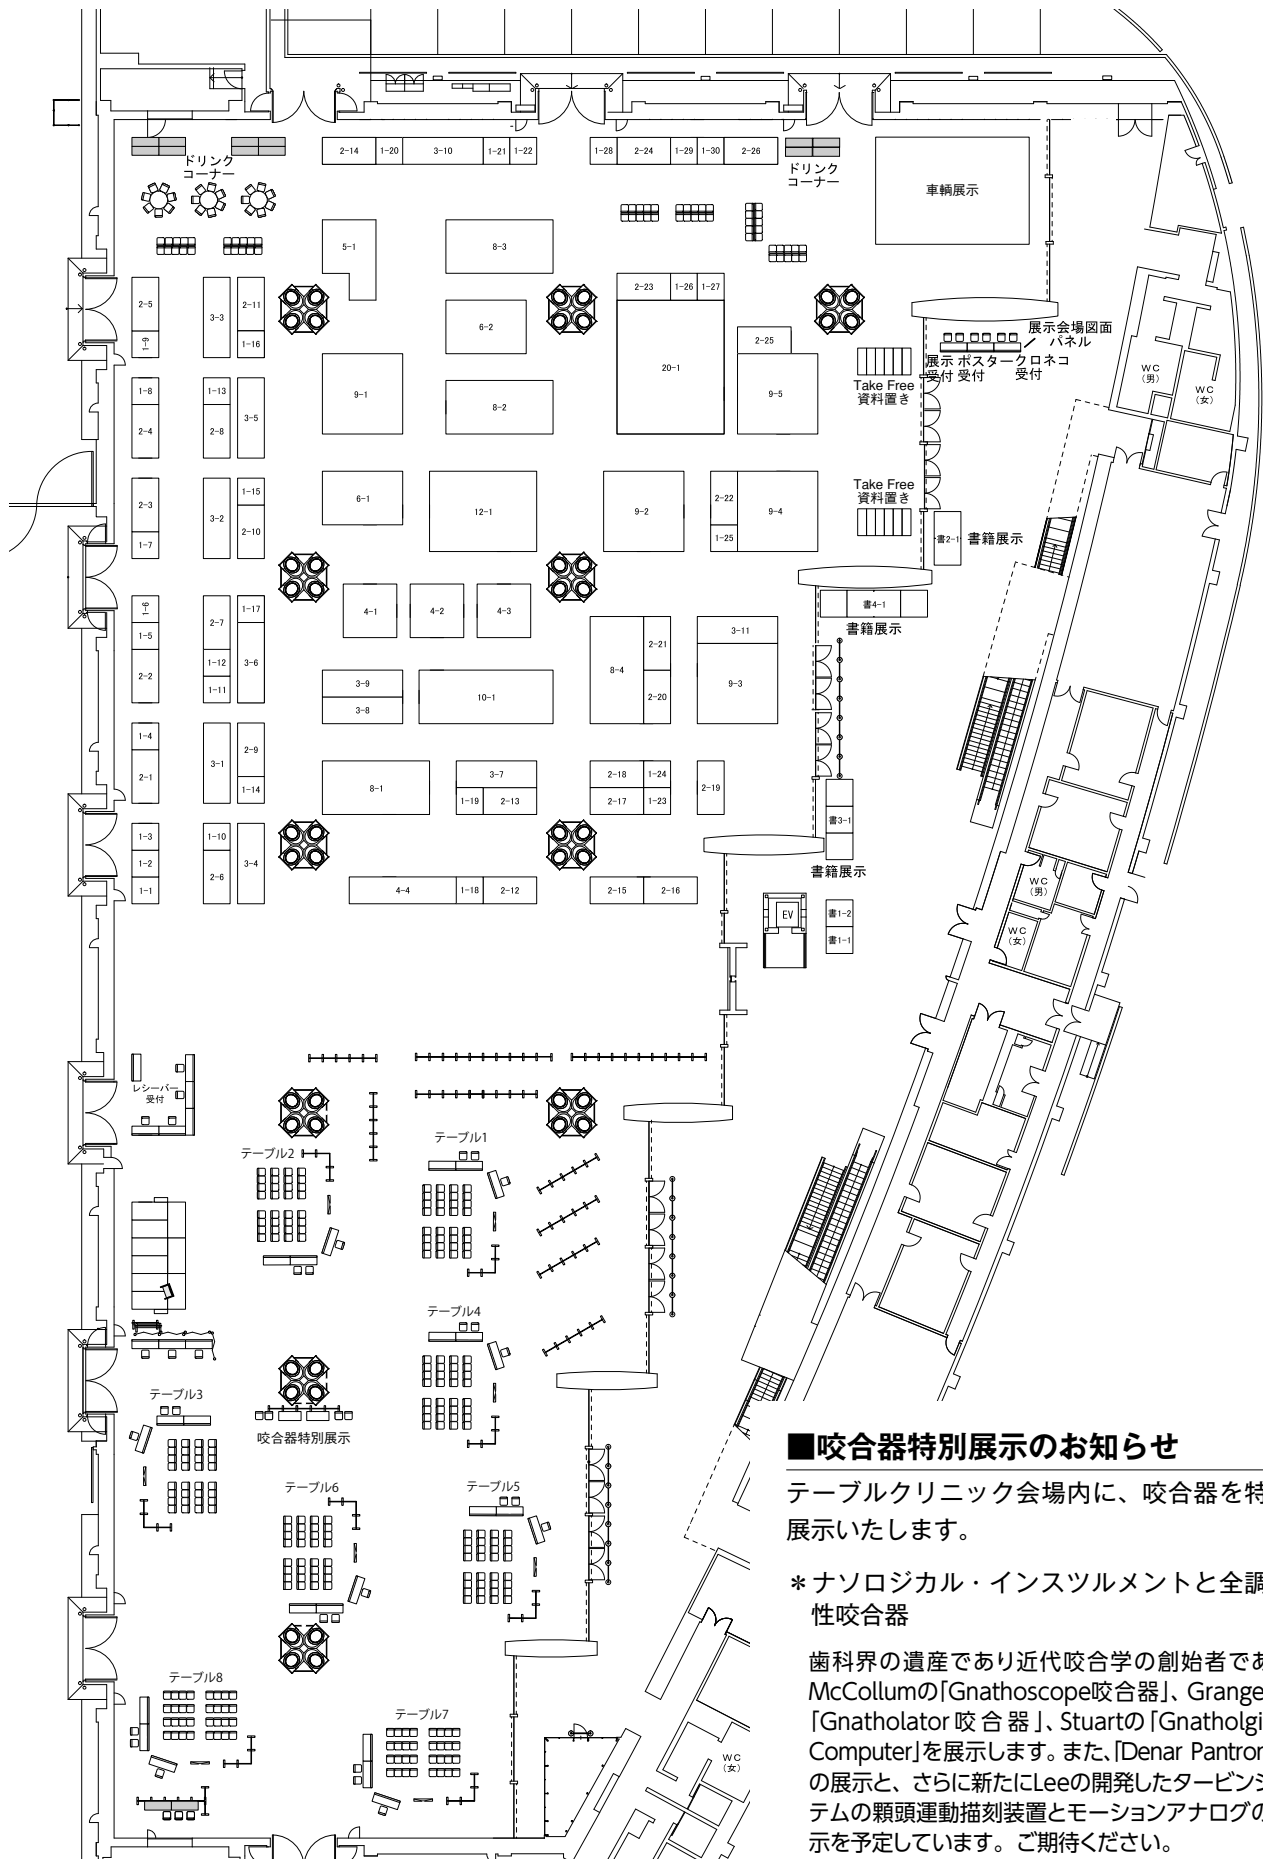 ドリンク
コーナー
2-14 1-20 3-10 1-21 1-22
1-28 2-24 1-29 1-30 2-26
ドリンク
コーナー
車輌展示
5-1 8-3
2-5 3-3 2-11
1-9 1-16
2-23 1-26 1-27
6-2
2-25
20-1
展示会場図面
パネル
展示 ポスター クロネコ
受付 受付 受付
WC
(男)
WC
(女)
1-8 1-13 3-5
2-4 2-8
9-1 8-2 9-5
Take Free
資料置き
2-3 3-2 1-15
1-7 2-10
6-1 12-1 9-2 2-22 9-4
1-25
Take Free
資料置き
書2-1 書籍展示
書4-1
書籍展示
1-6 2-7 1-17
1-5 3-6
2-2 1-12
1-11
4-1 4-2 4-3
8-4 2-21 3-11
2-20 9-3
3-9 10-1
3-8
1-4 3-1 2-9
2-1 1-14
8-1 3-7
1-19 2-13
2-18 1-24 2-19
2-17 1-23
書3-1
書籍展示
1-3 1-10 3-4
1-2 2-6
1-1
4-4 1-18 2-12
2-15 2-16
EV
書1-2
書1-1
WC
(男)
WC
(女)
レシーバー
受付
テーブル1
テーブル2
テーブル4
テーブル3
咬合器特別展示
テーブル6
テーブル5
テーブル8
テーブル7
WC
(女)
■咬合器特別展示のお知らせ
テーブルクリニック会場内に、咬合器を特
展示いたします。
＊ナソロジカル・インスツルメントと全調
性咬合器
歯科界の遺産であり近代咬合学の創始者であ
McCollumの「Gnathoscope咬合器」、Grange
「Gnatholator 咬合器」、Stuartの「Gnatholgi
Computer」を展示します。また、「Denar Pantron
の展示と、さらに新たにLeeの開発したタービンシ
テムの顆頭運動描刻装置とモーションアナログの
示を予定しています。ご期待ください。